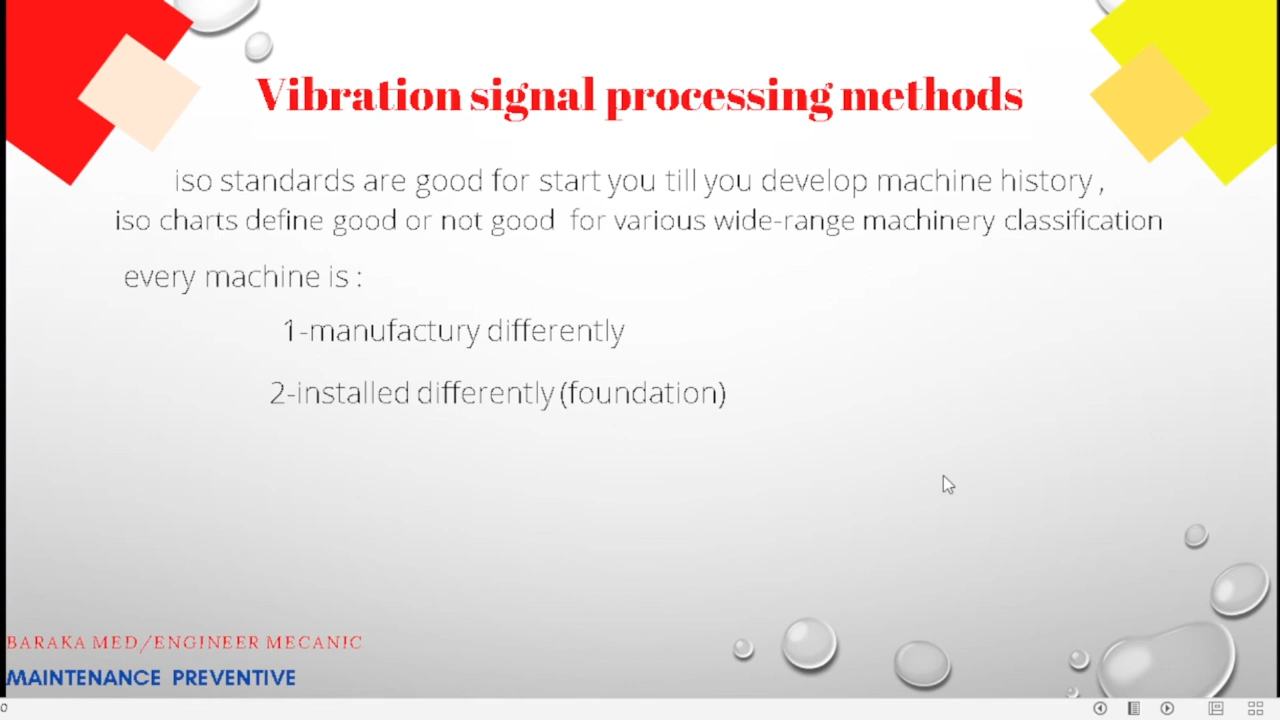 Vibration signal processing methods
iso standards are good for start you till you develop machine history ,
iso charts define good or not good for various wide-range machinery classification
every machine is :
1-manufactury differently
2-installed differently (foundation)
BARAKA MED/ENGINEER MECANIC
MAINTENANCE PREVENTIVE